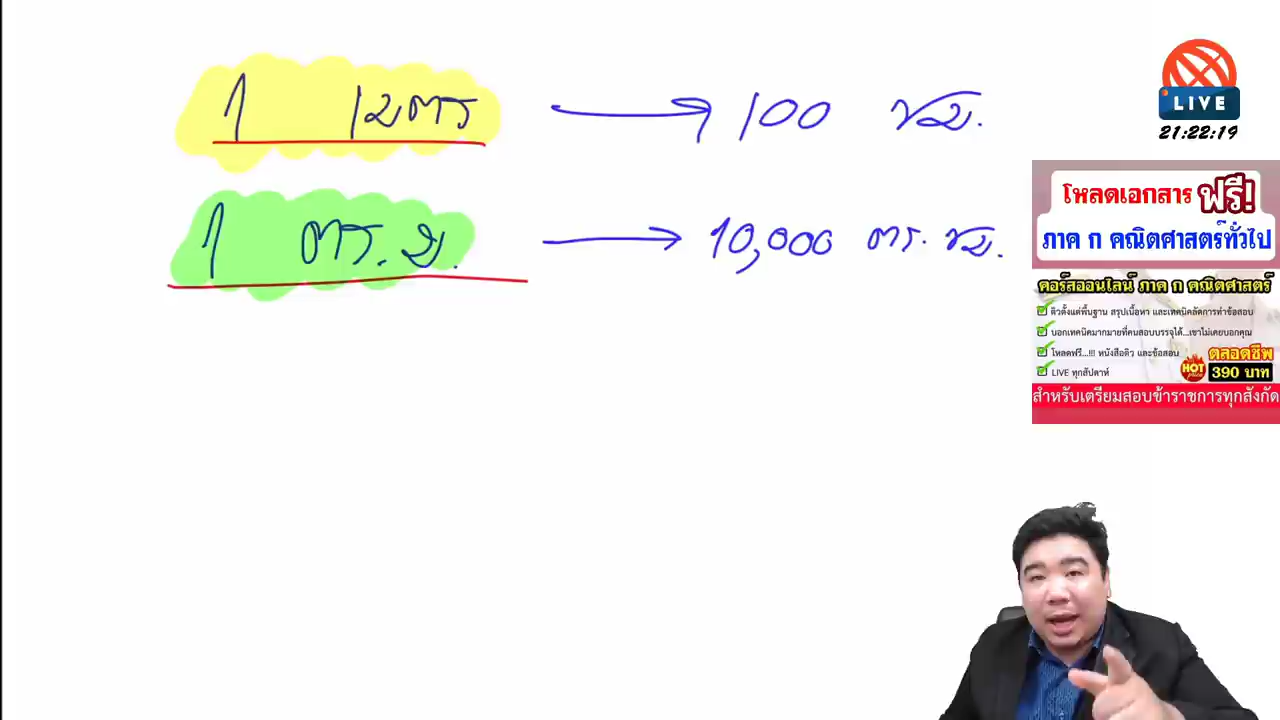 1 เมตร → 100 ซม.
1 ตร.ม. → 10,000 ตร.ซม.
LIVE
21:22:19
โหลดเอกสาร ฟรี!
ภาค ก คณิตศาสตร์ทั่วไป
คอร์สออนไลน์ ภาค ก คณิตศาสตร์
ติวตั้งแต่พื้นฐาน สรุปเนื้อหา และเทคนิคลัดการทำข้อสอบ
บอกเทคนิคมากมายที่คนสอบบรรจุได้...เขาไม่เคยบอกคุณ
โหลดฟรี...!!! หนังสือติว และข้อสอบ
LIVE ทุกสัปดาห์
HOT
ตลอดชีพ
390 บาท
สำหรับเตรียมสอบข้าราชการทุกสังกัด